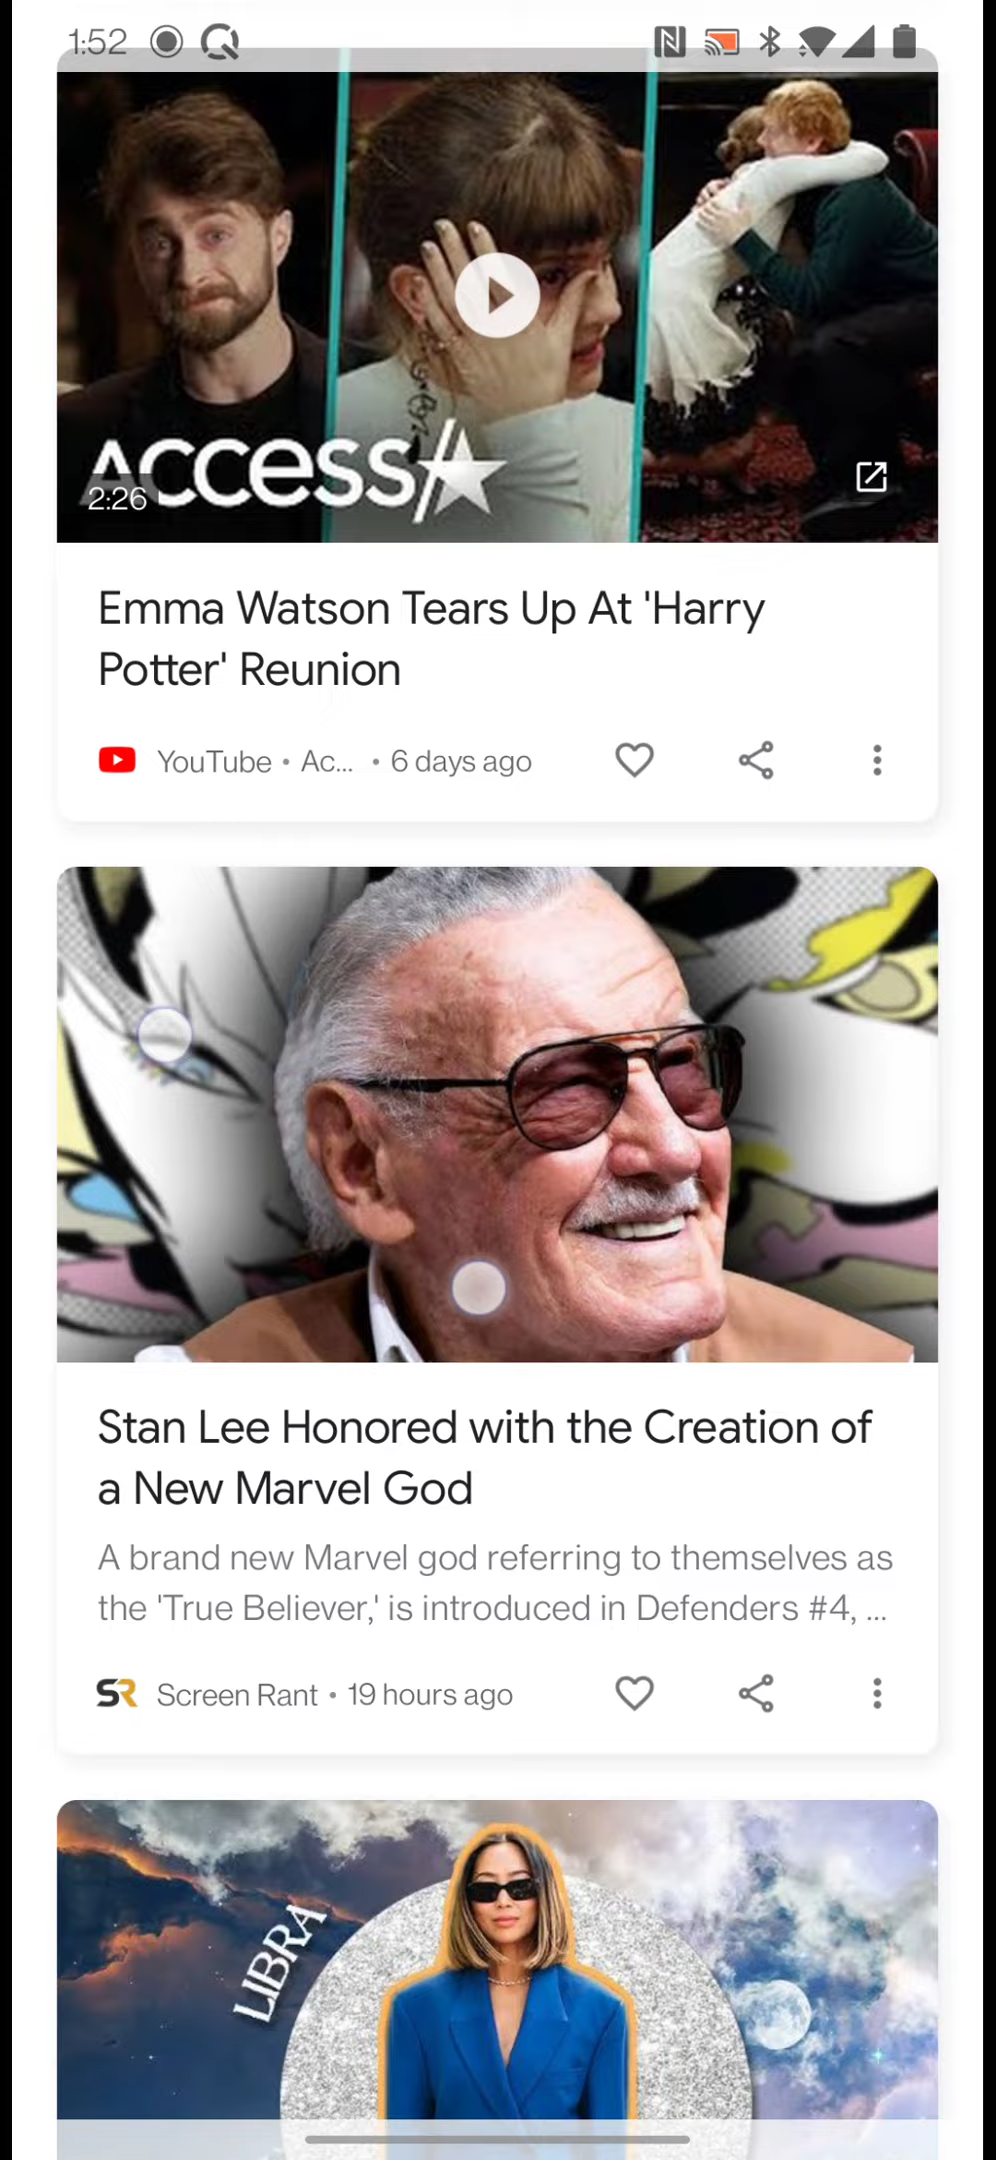 1:52
ACCESS
2:26
Emma Watson Tears Up At 'Harry
Potter' Reunion
YouTube • Ac... • 6 days ago
Stan Lee Honored with the Creation of
a New Marvel God
A brand new Marvel god referring to themselves as
the 'True Believer,' is introduced in Defenders #4, ...
SR Screen Rant • 19 hours ago
LIBRA